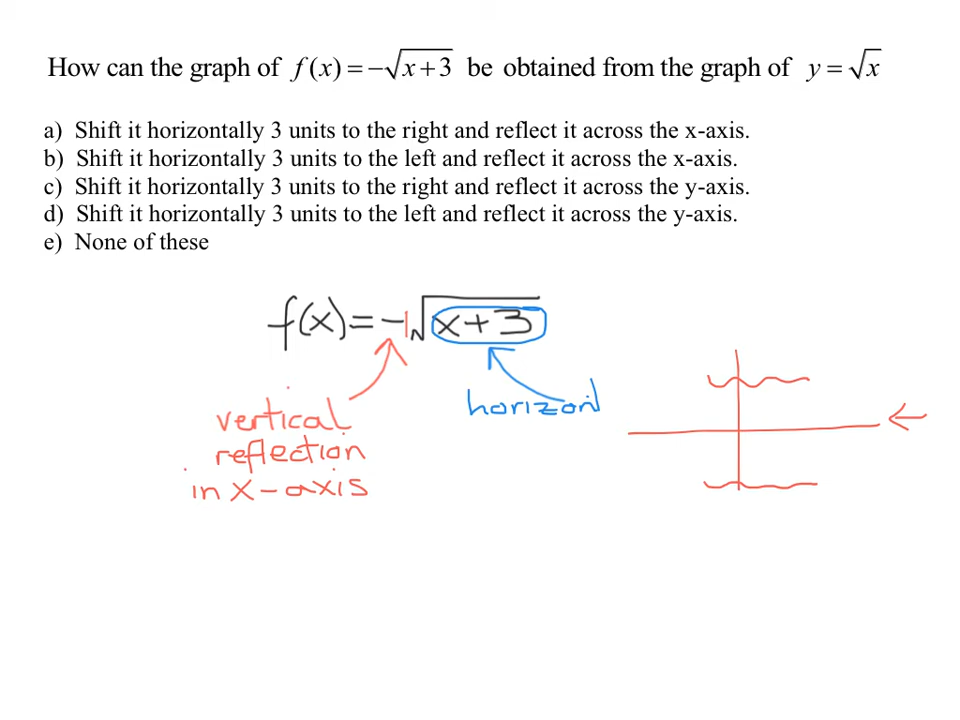 How can the graph of f(x) = −√x+3 be obtained from the graph of y = √x
a) Shift it horizontally 3 units to the right and reflect it across the x-axis.
b) Shift it horizontally 3 units to the left and reflect it across the x-axis.
c) Shift it horizontally 3 units to the right and reflect it across the y-axis.
d) Shift it horizontally 3 units to the left and reflect it across the y-axis.
e) None of these
f(x) = −1√x+3
vertical
reflection
in x-axis
horizon